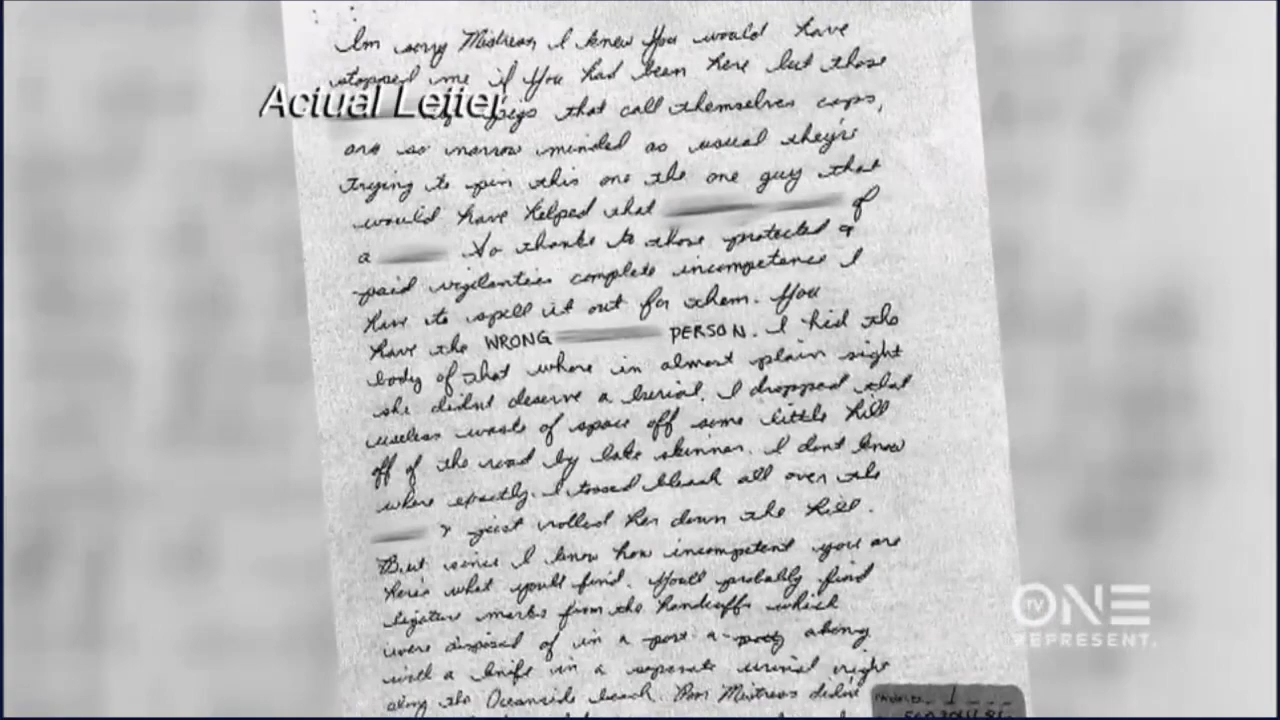 Im sorry Mistress, I knew You would have
stopped me if You had been here but those
Actual Letter
pigs that call themselves cops,
are so narrow minded as usual they're
trying to pin this one the one guy that
would have helped that of
a So thanks to those protected &
paid vigilanties complete incompetence I
have to spell it out for them. You
have the WRONG PERSON. I hid the
body of that whore in almost plain sight
she didnt deserve a burial. I dropped that
useless waste of space off some little hill
off of the road by lake skinner. I dont know
where exactly. I tossed bleach all over the
& just rolled her down the hill.
But since I know how incompetent you are
here's what you'll find. You'll probably find
ligature marks from the handcuffs which
were disposed of in a port a potty along
with a knife in a separate urinal right
along the Oceanside beach. Poor Mistress didnt
TV ONE
REPRESENT.